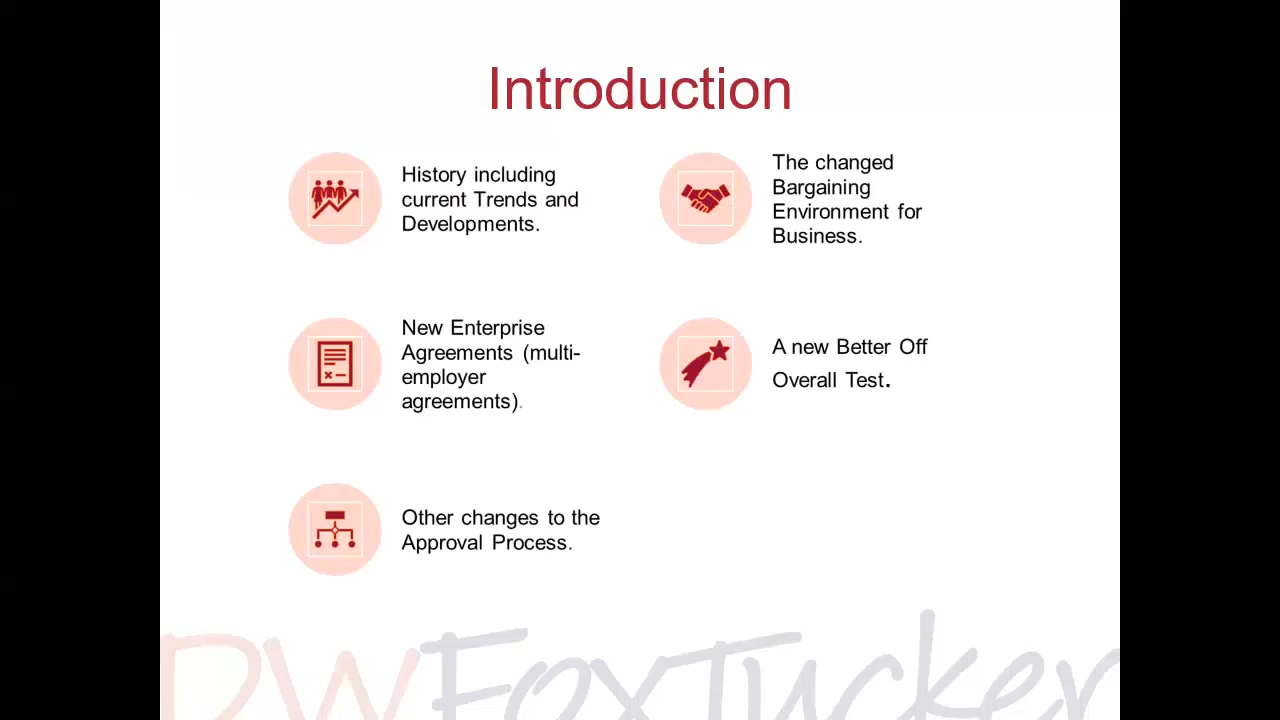 Introduction
History including
current Trends and
Developments.
The changed
Bargaining
Environment for
Business.
New Enterprise
Agreements (multi-
employer
agreements).
A new Better Off
Overall Test.
Other changes to the
Approval Process.
DWFoxTucker